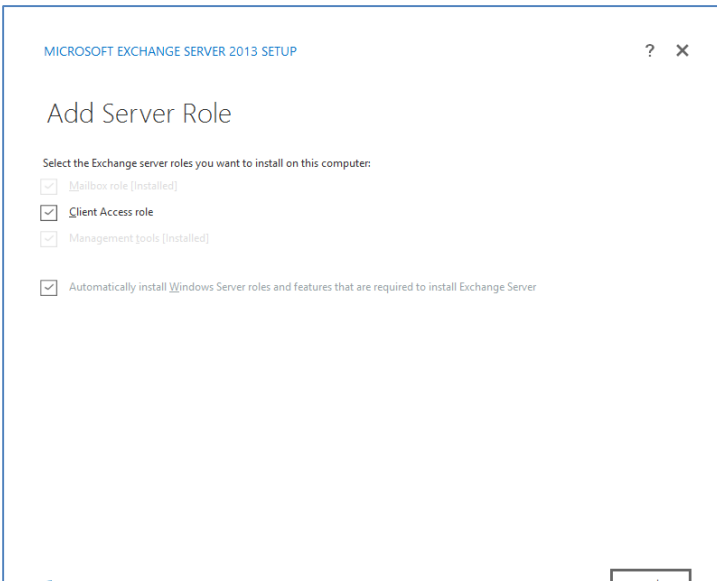 MICROSOFT EXCHANGE SERVER 2013 SETUP
? ✕
Add Server Role
Select the Exchange server roles you want to install on this computer:
Mailbox role [Installed]
Client Access role
Management tools [Installed]
Automatically install Windows Server roles and features that are required to install Exchange Server